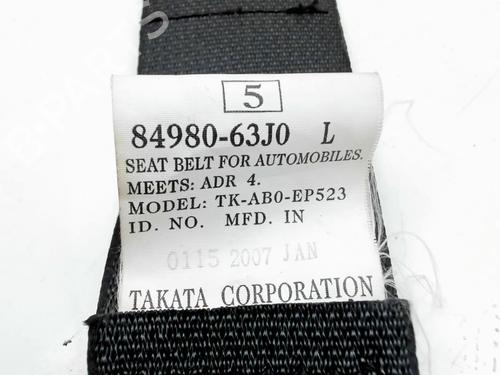 5
84980-63J0 L
SEAT BELT FOR AUTOMOBILES.
MEETS: ADR 4.
MODEL: TK-AB0-EP523
ID. NO. MFD. IN
0115 2007 JAN
TAKATA CORPORATION